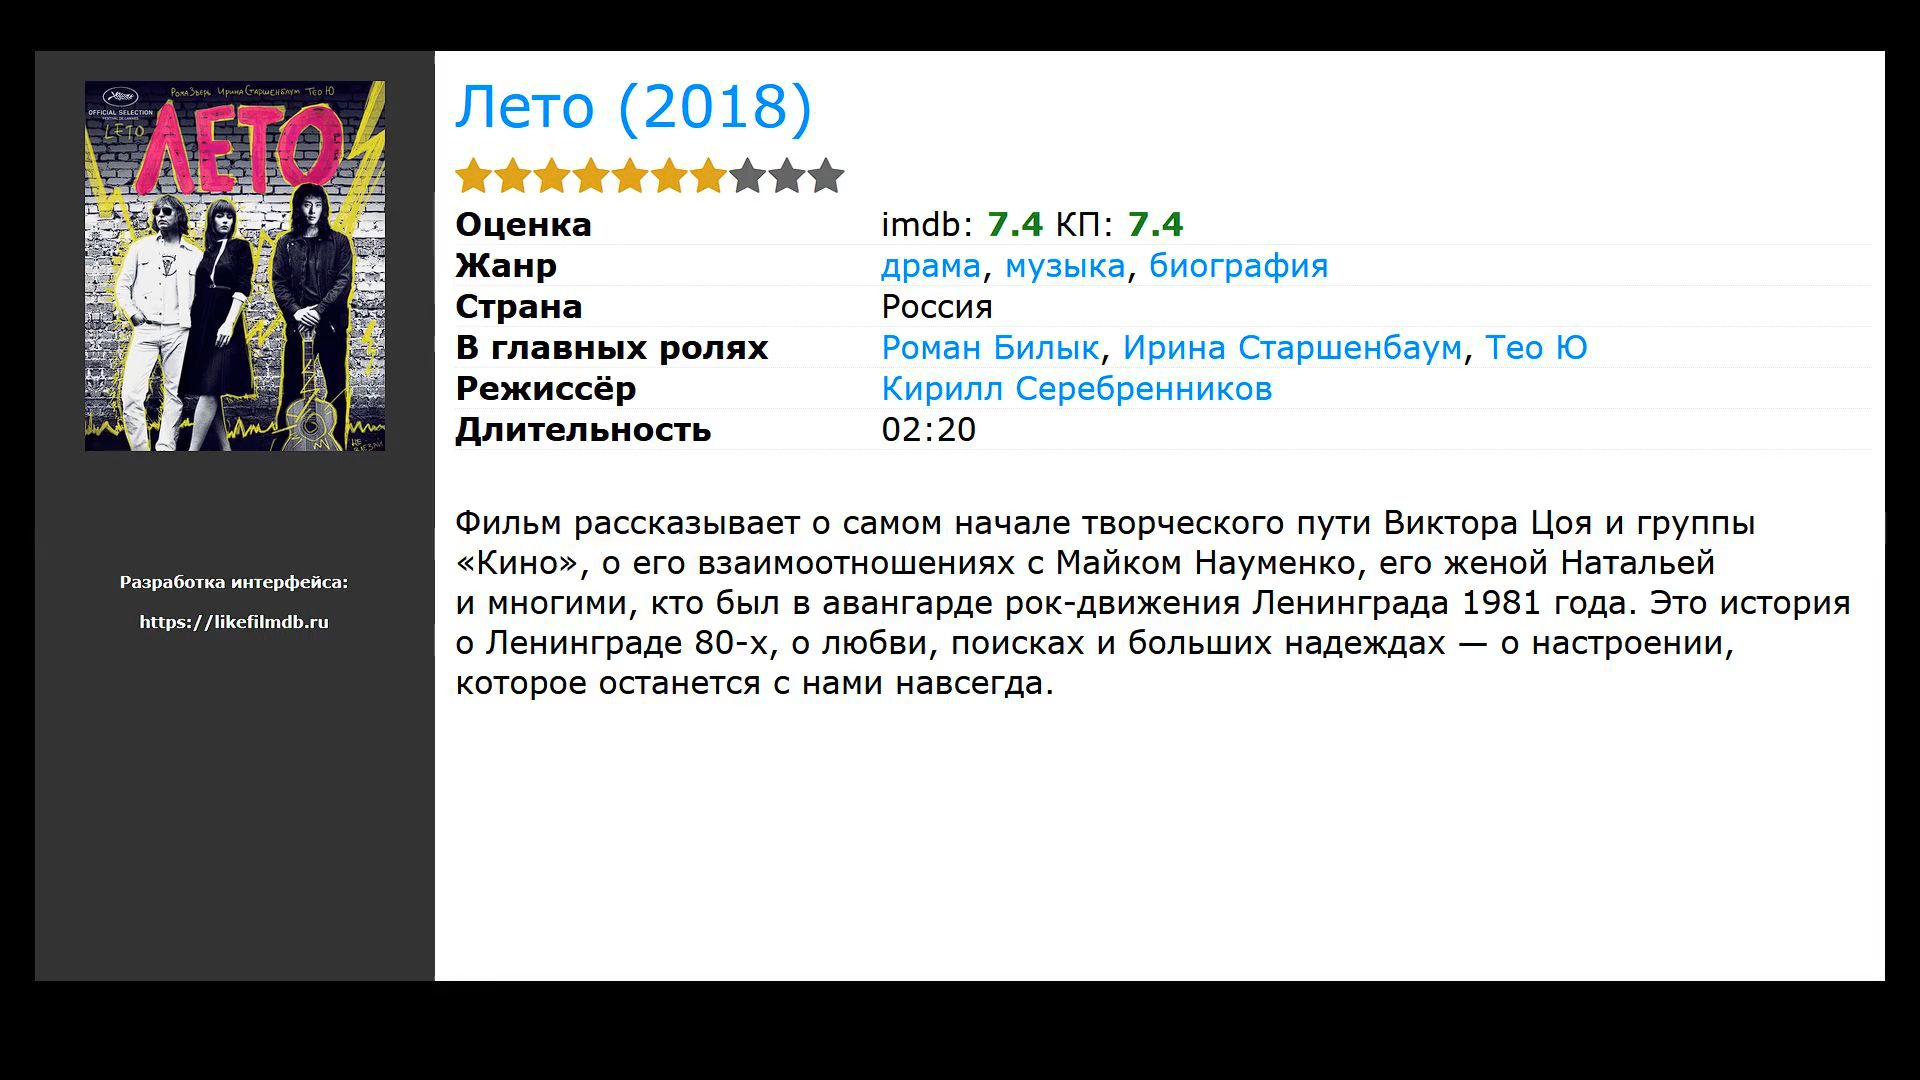 Рома Зверь Ирина Старшенбаум Тео Ю
OFFICIAL SELECTION
FESTIVAL DE CANNES
LETO
ЛЕТО
Разработка интерфейса:
https://likefilmdb.ru
Лето (2018)
Оценка imdb: 7.4 КП: 7.4
Жанр драма, музыка, биография
Страна Россия
В главных ролях Роман Билык, Ирина Старшенбаум, Тео Ю
Режиссёр Кирилл Серебренников
Длительность 02:20
Фильм рассказывает о самом начале творческого пути Виктора Цоя и группы
«Кино», о его взаимоотношениях с Майком Науменко, его женой Натальей
и многими, кто был в авангарде рок-движения Ленинграда 1981 года. Это история
о Ленинграде 80-х, о любви, поисках и больших надеждах — о настроении,
которое останется с нами навсегда.